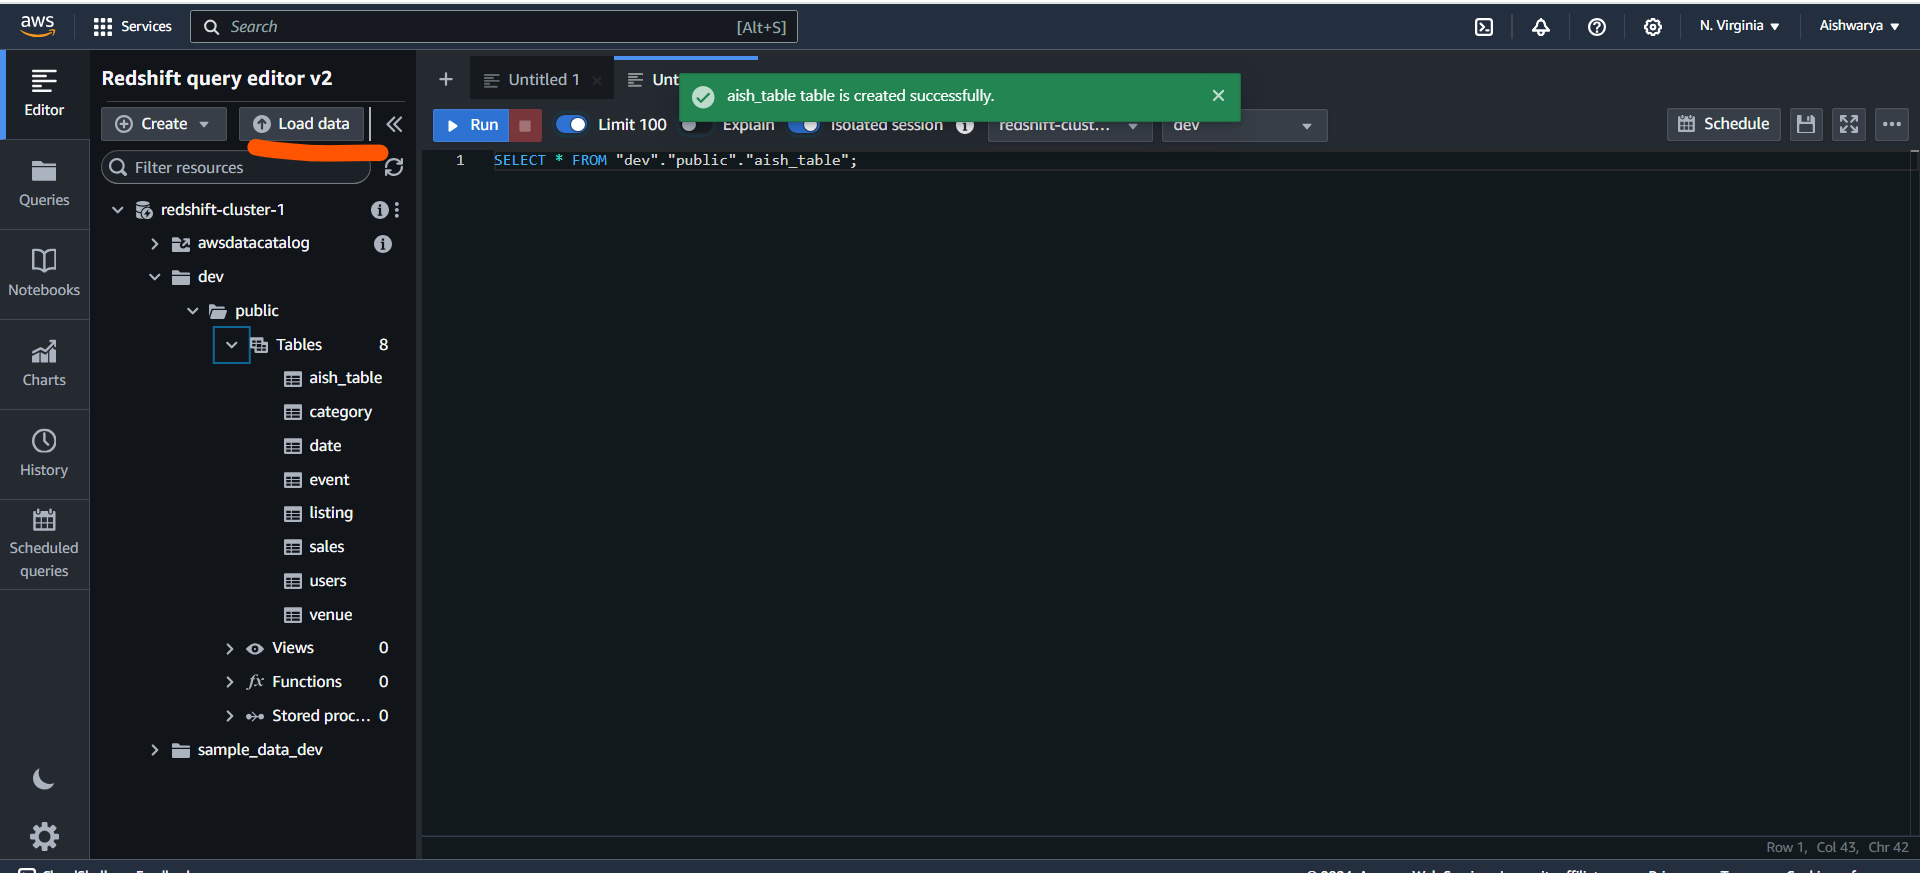 aws Services Search [Alt+S] N. Virginia Aishwarya
Redshift query editor v2
Create Load data
Filter resources
redshift-cluster-1
awsdatacatalog
dev
public
Tables 8
aish_table
category
date
event
listing
sales
users
venue
Views 0
fx Functions 0
Stored proc... 0
sample_data_dev
Editor
Queries
Notebooks
Charts
History
Scheduled
queries
Untitled 1
aish_table table is created successfully.
Run Limit 100 Explain Isolated session redshift-clust... dev Schedule
1 SELECT * FROM "dev"."public"."aish_table";
Row 1, Col 43, Chr 42